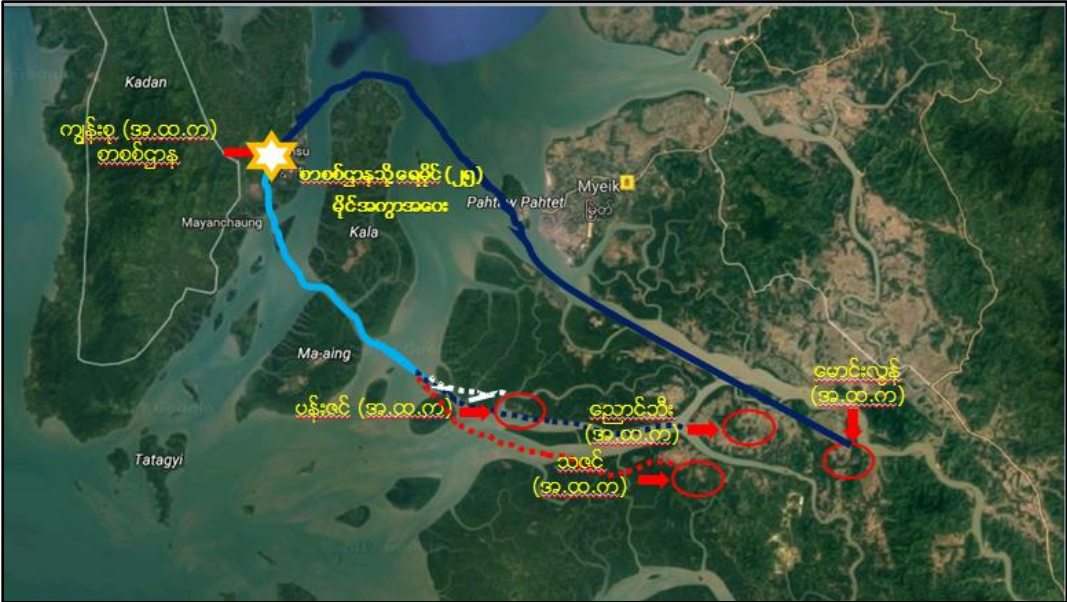 Kadan
ကျွန်းစု (အ.ထ.က)
စာစစ်ဌာန
စာစစ်ဌာနသို့ ရေမိုင် (၂၅)
မိုင်အကွာအဝေး
Mayanchaung
Kala
Pahtaw Pahtet
Myeik
မြိတ်
Ma-aing
ပန်းဇင် (အ.ထ.က)
ညောင်ဘီး
(အ.ထ.က)
မောင်းလွန်
(အ.ထ.က)
သဇင်
(အ.ထ.က)
Tatagyi